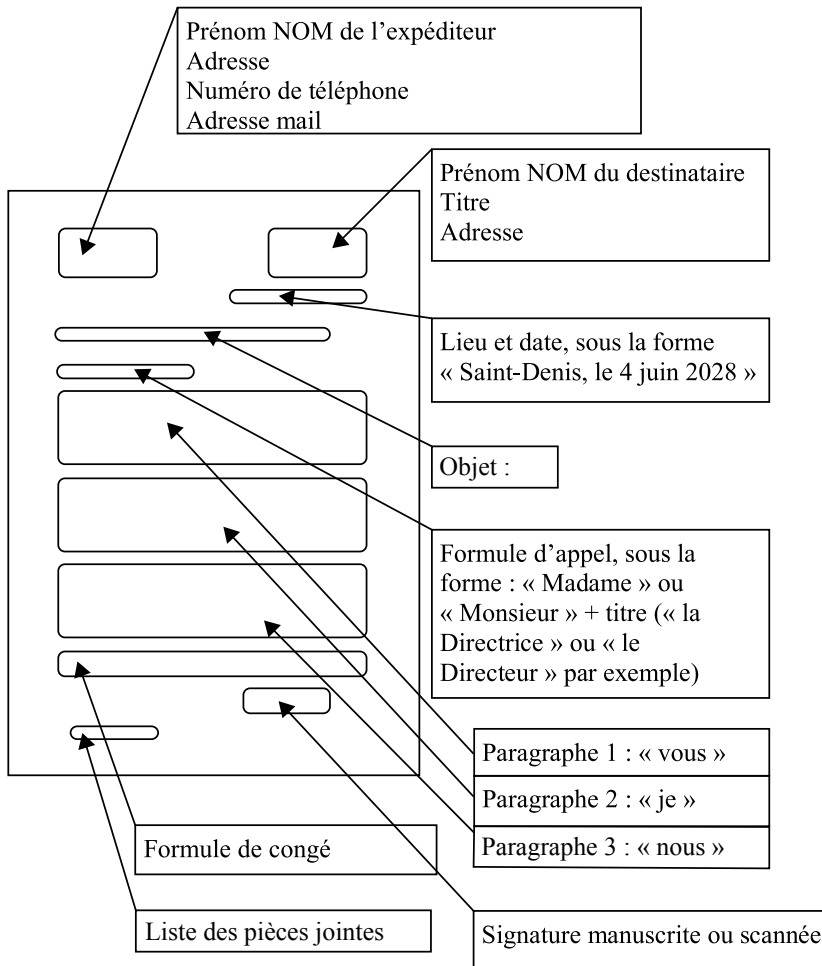 Prénom NOM de l’expéditeur
Adresse
Numéro de téléphone
Adresse mail
Prénom NOM du destinataire
Titre
Adresse
Lieu et date, sous la forme
« Saint-Denis, le 4 juin 2028 »
Objet :
Formule d’appel, sous la
forme : « Madame » ou
« Monsieur » + titre (« la
Directrice » ou « le
Directeur » par exemple)
Paragraphe 1 : « vous »
Paragraphe 2 : « je »
Paragraphe 3 : « nous »
Formule de congé
Liste des pièces jointes
Signature manuscrite ou scannée